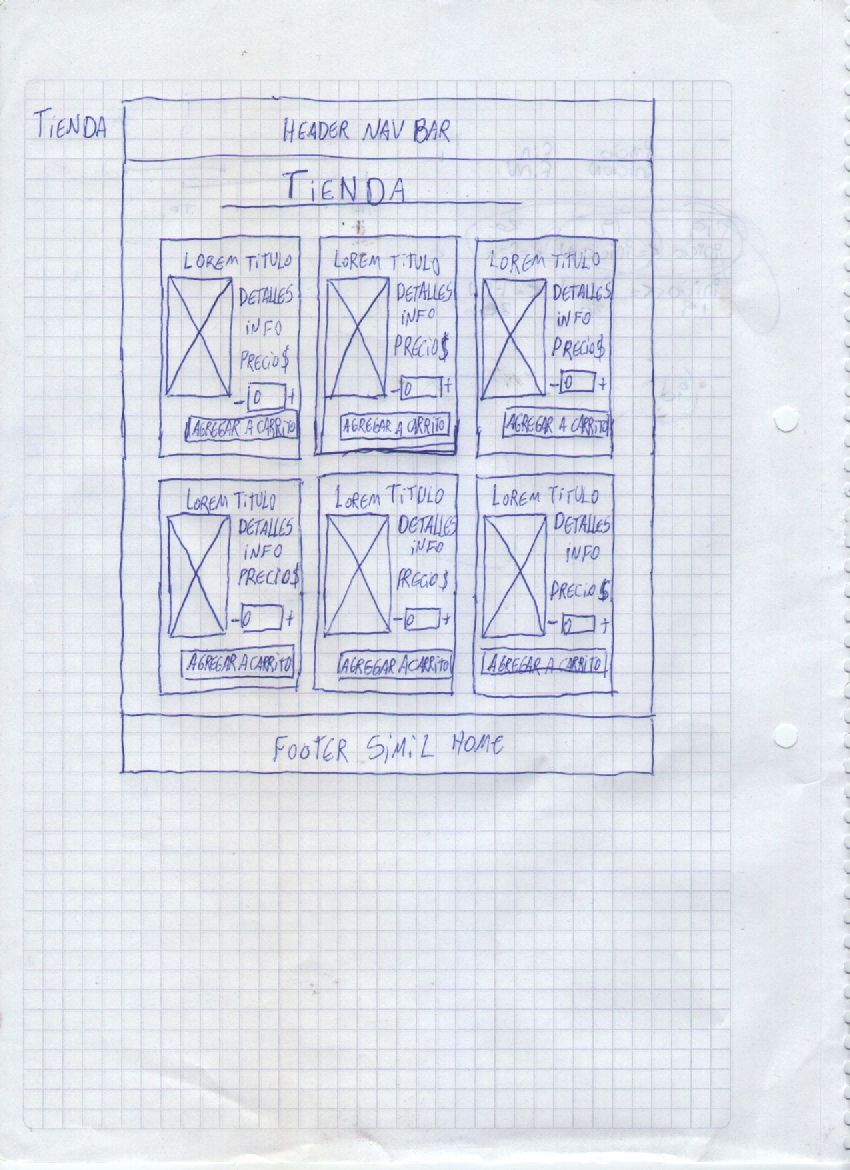 TIENDA
HEADER NAV BAR
TIENDA
LOREM TITULO
DETALLES
INFO
PRECIO$
- 0 +
AGREGAR A CARRITO
LOREM TITULO
DETALLES
INFO
PRECIO$
- 0 +
AGREGAR A CARRITO
LOREM TITULO
DETALLES
INFO
PRECIO$
- 0 +
AGREGAR A CARRITO
LOREM TITULO
DETALLES
INFO
PRECIO$
- 0 +
AGREGAR A CARRITO
LOREM TITULO
DETALLES
INFO
PRECIO$
- 0 +
AGREGAR A CARRITO
LOREM TITULO
DETALLES
INFO
PRECIO $
- 0 +
AGREGAR A CARRITO
FOOTER SIMIL HOME